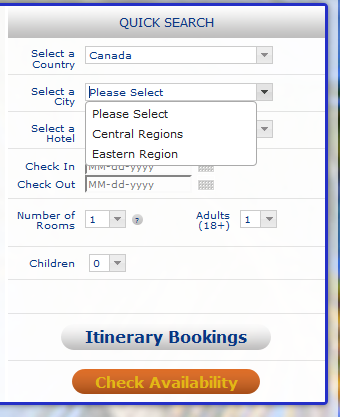 QUICK SEARCH
Select a
Country
Canada
Select a
City
Please Select
Please Select
Central Regions
Eastern Region
Select a
Hotel
Check In
MM-dd-yyyy
Check Out
MM-dd-yyyy
Number of
Rooms
1
?
Adults
(18+)
1
Children
0
Itinerary Bookings
Check Availability